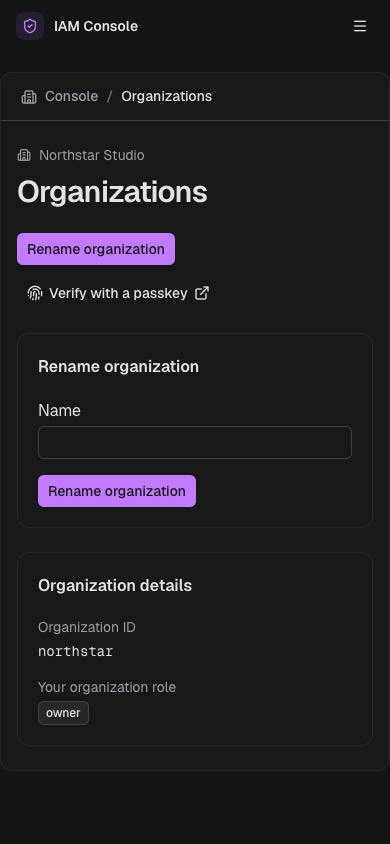 IAM Console
Console / Organizations
Northstar Studio
Organizations
Rename organization
Verify with a passkey
Rename organization
Name
Rename organization
Organization details
Organization ID
northstar
Your organization role
owner